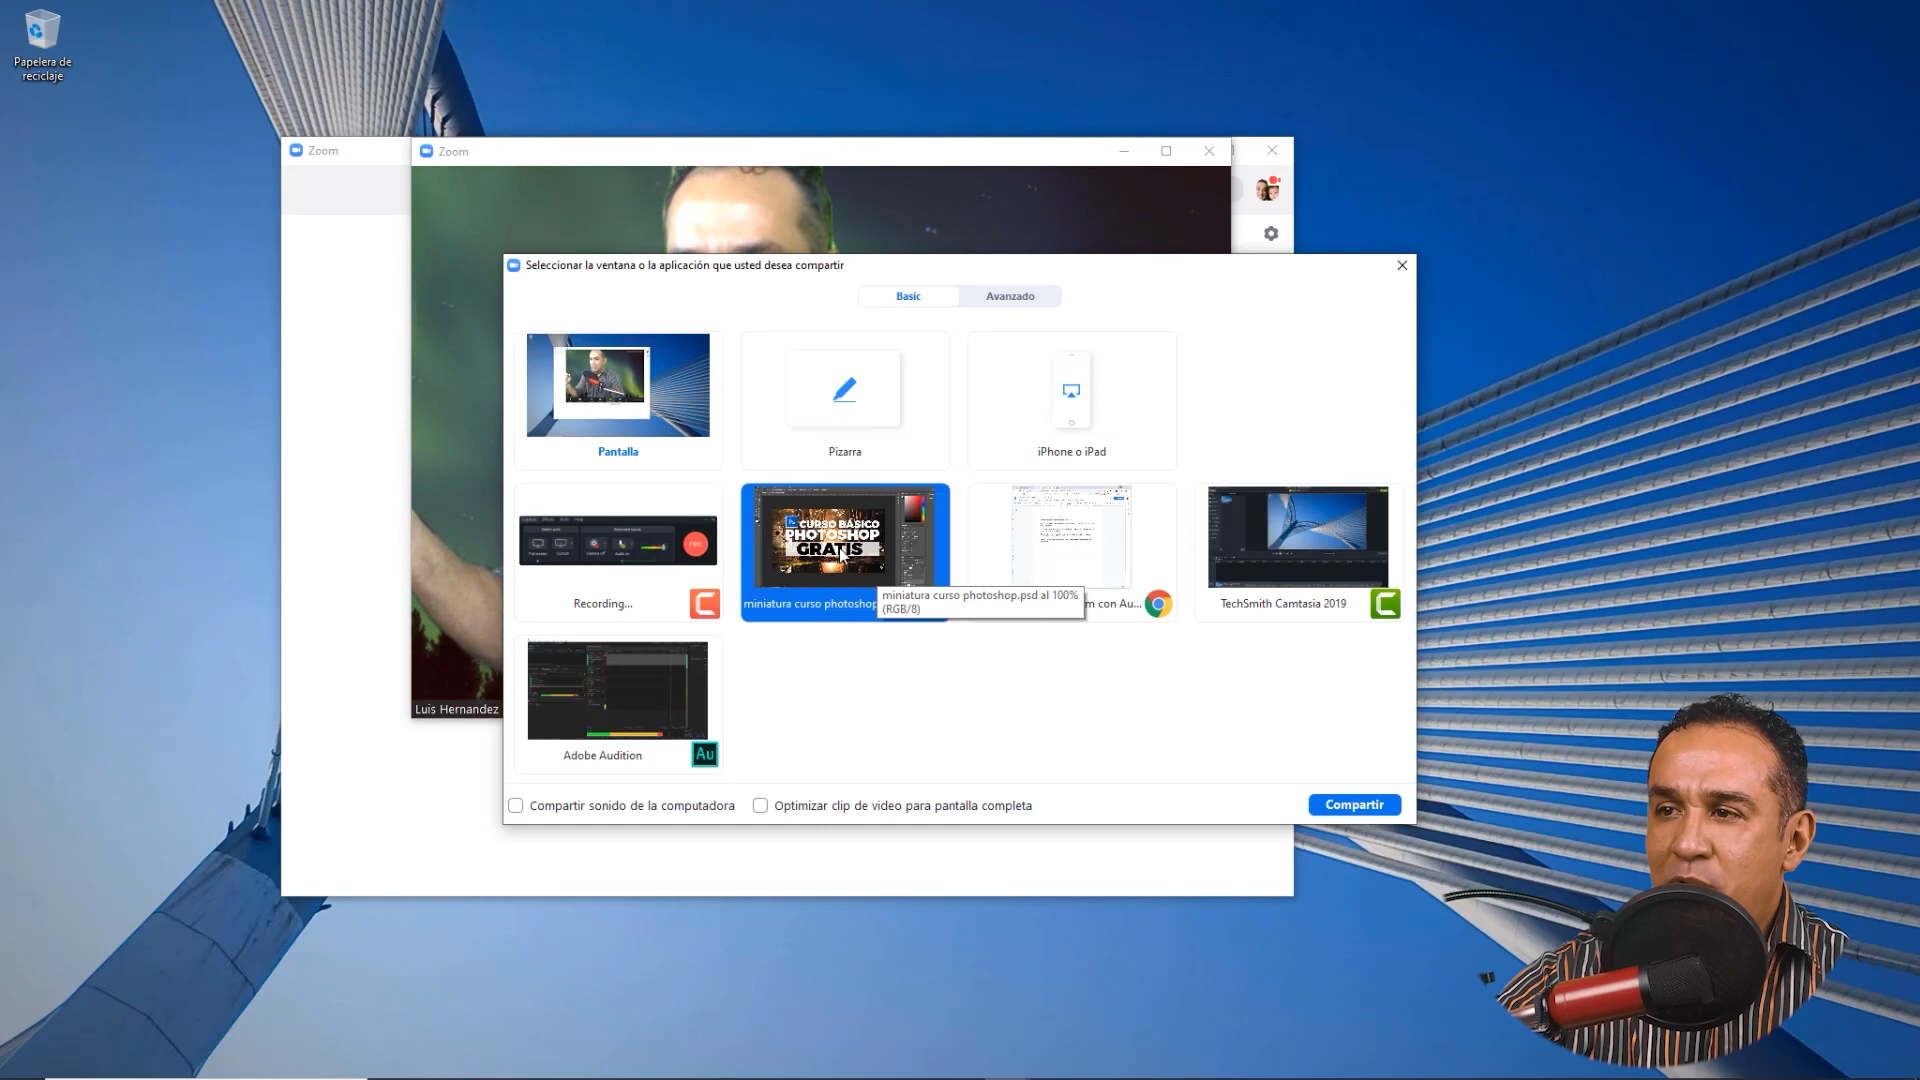 Papelera de
reciclaje
Zoom
Zoom
Seleccionar la ventana o la aplicación que usted desea compartir
Basic
Avanzado
Pantalla
Pizarra
iPhone o iPad
rec
Recording...
CURSO BÁSICO
PHOTOSHOP
GRATIS
miniatura curso photoshop
miniatura curso photoshop.psd al 100%
(RGB/8)
m con Au...
TechSmith Camtasia 2019
Luis Hernandez
Adobe Audition
Au
Compartir sonido de la computadora
Optimizar clip de video para pantalla completa
Compartir